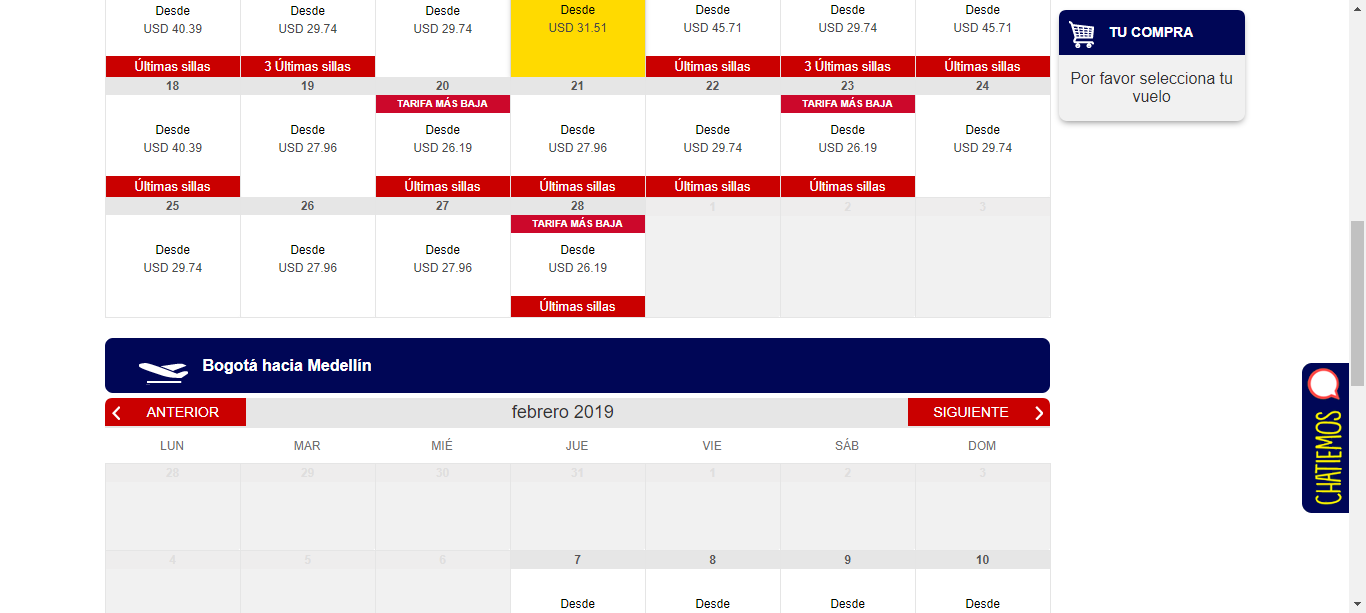 Desde Desde Desde Desde Desde Desde Desde
USD 40.39 USD 29.74 USD 29.74 USD 31.51 USD 45.71 USD 29.74 USD 45.71
Últimas sillas 3 Últimas sillas Últimas sillas 3 Últimas sillas Últimas sillas
18 19 20 21 22 23 24
TARIFA MÁS BAJA TARIFA MÁS BAJA
Desde Desde Desde Desde Desde Desde Desde
USD 40.39 USD 27.96 USD 26.19 USD 27.96 USD 29.74 USD 26.19 USD 29.74
Últimas sillas Últimas sillas Últimas sillas Últimas sillas Últimas sillas
25 26 27 28 1 2 3
TARIFA MÁS BAJA
Desde Desde Desde Desde
USD 29.74 USD 27.96 USD 27.96 USD 26.19
Últimas sillas
Bogotá hacia Medellín
ANTERIOR febrero 2019 SIGUIENTE
LUN MAR MIÉ JUE VIE SÁB DOM
28 29 30 31 1 2 3
4 5 6 7 8 9 10
Desde Desde Desde Desde
TU COMPRA
Por favor selecciona tu
vuelo
CHATIEMOS